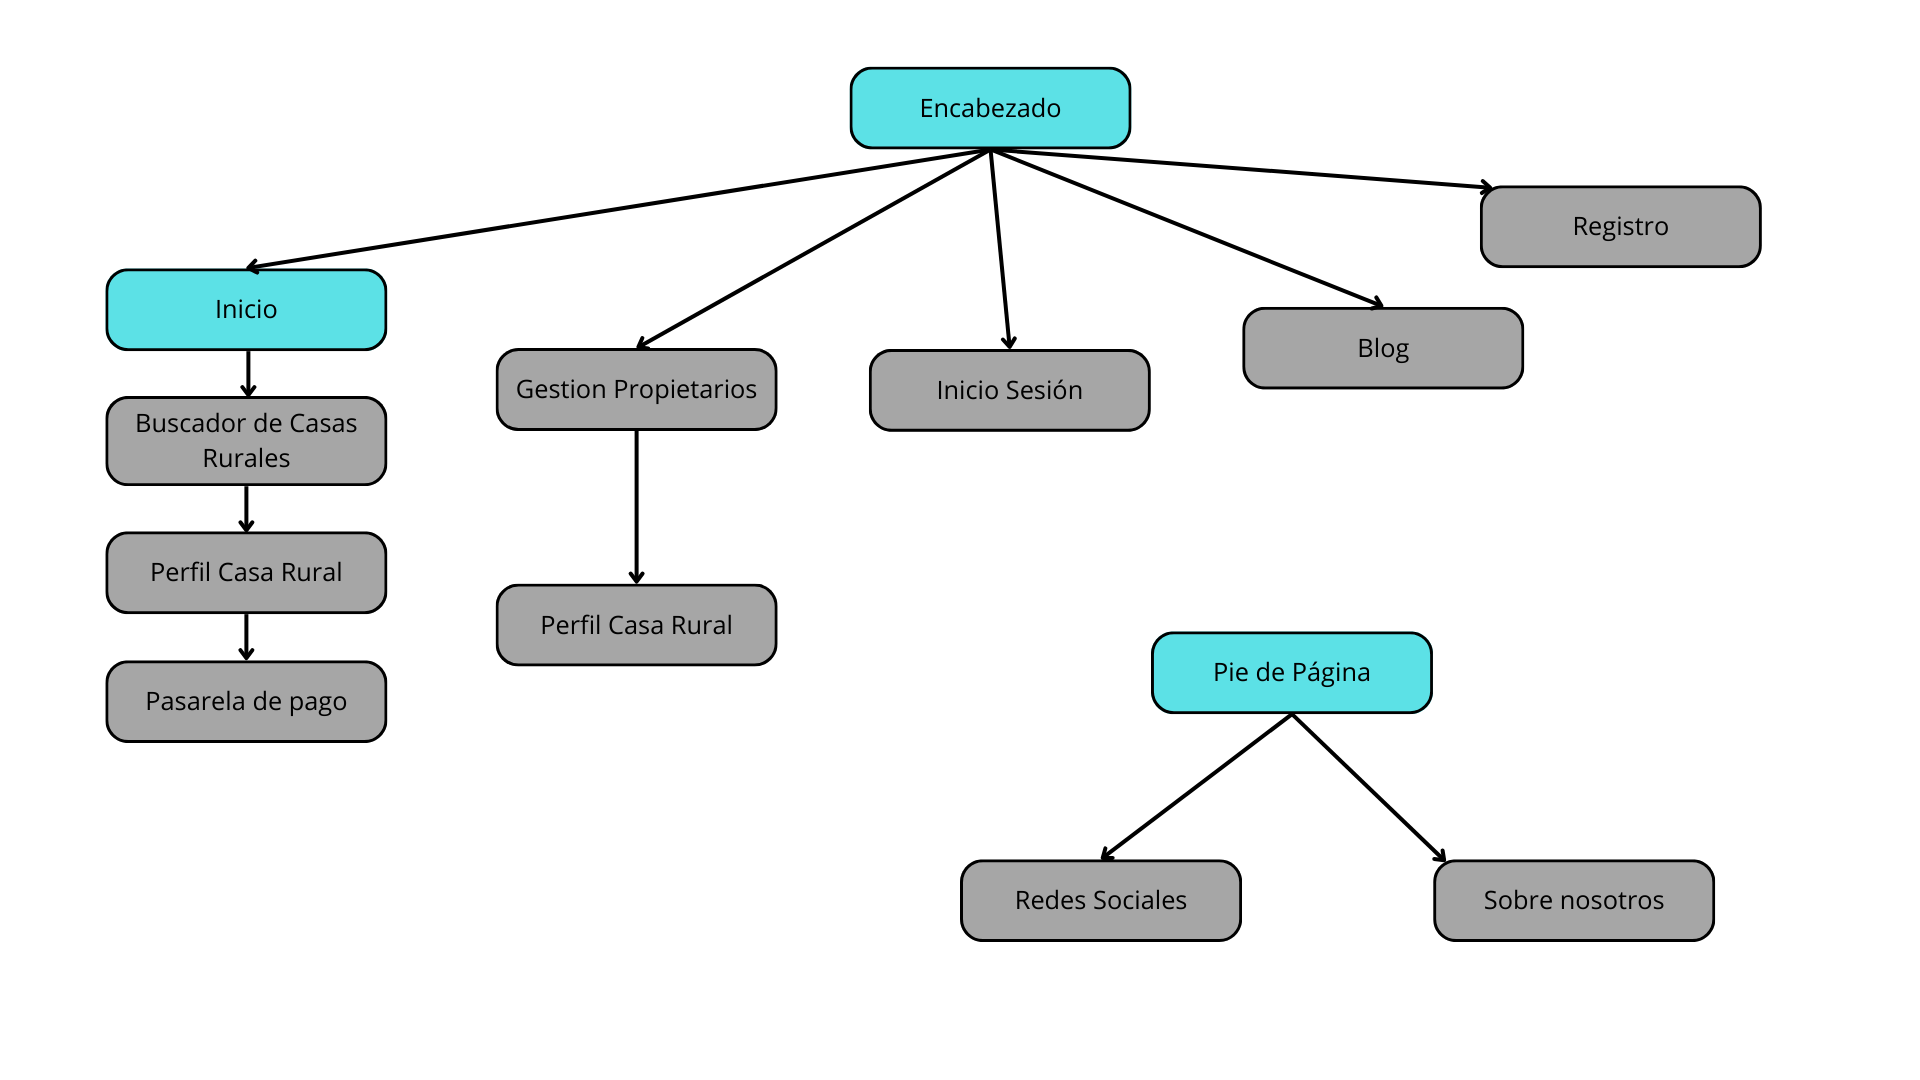 Encabezado
Registro
Inicio
Blog
Gestion Propietarios
Inicio Sesión
Buscador de Casas
Rurales
Perfil Casa Rural
Perfil Casa Rural
Pasarela de pago
Pie de Página
Redes Sociales
Sobre nosotros